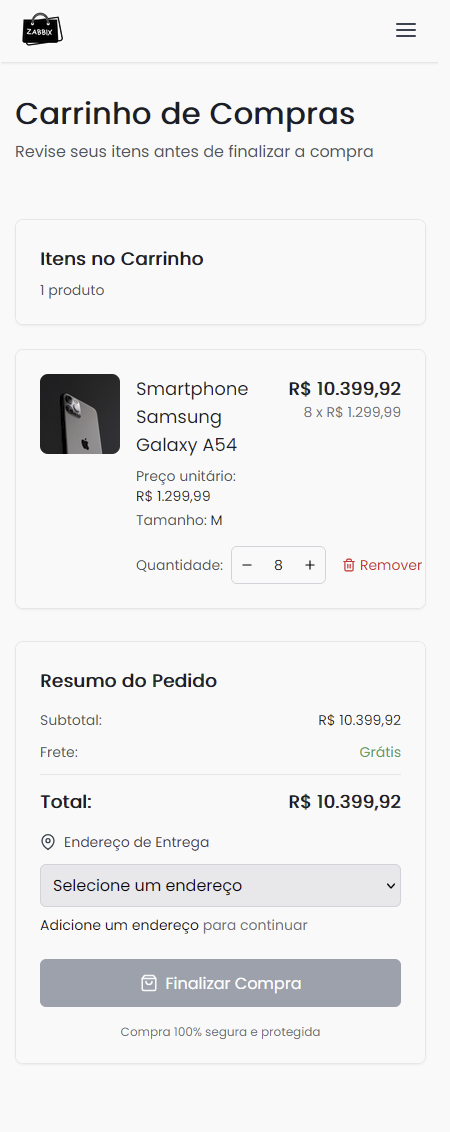 ZABBIX
Carrinho de Compras
Revise seus itens antes de finalizar a compra
Itens no Carrinho
1 produto
Smartphone
Samsung
Galaxy A54
R$ 10.399,92
8 x R$ 1.299,99
Preço unitário:
R$ 1.299,99
Tamanho: M
Quantidade: − 8 + Remover
Resumo do Pedido
Subtotal: R$ 10.399,92
Frete: Grátis
Total: R$ 10.399,92
Endereço de Entrega
Selecione um endereço
Adicione um endereço para continuar
Finalizar Compra
Compra 100% segura e protegida